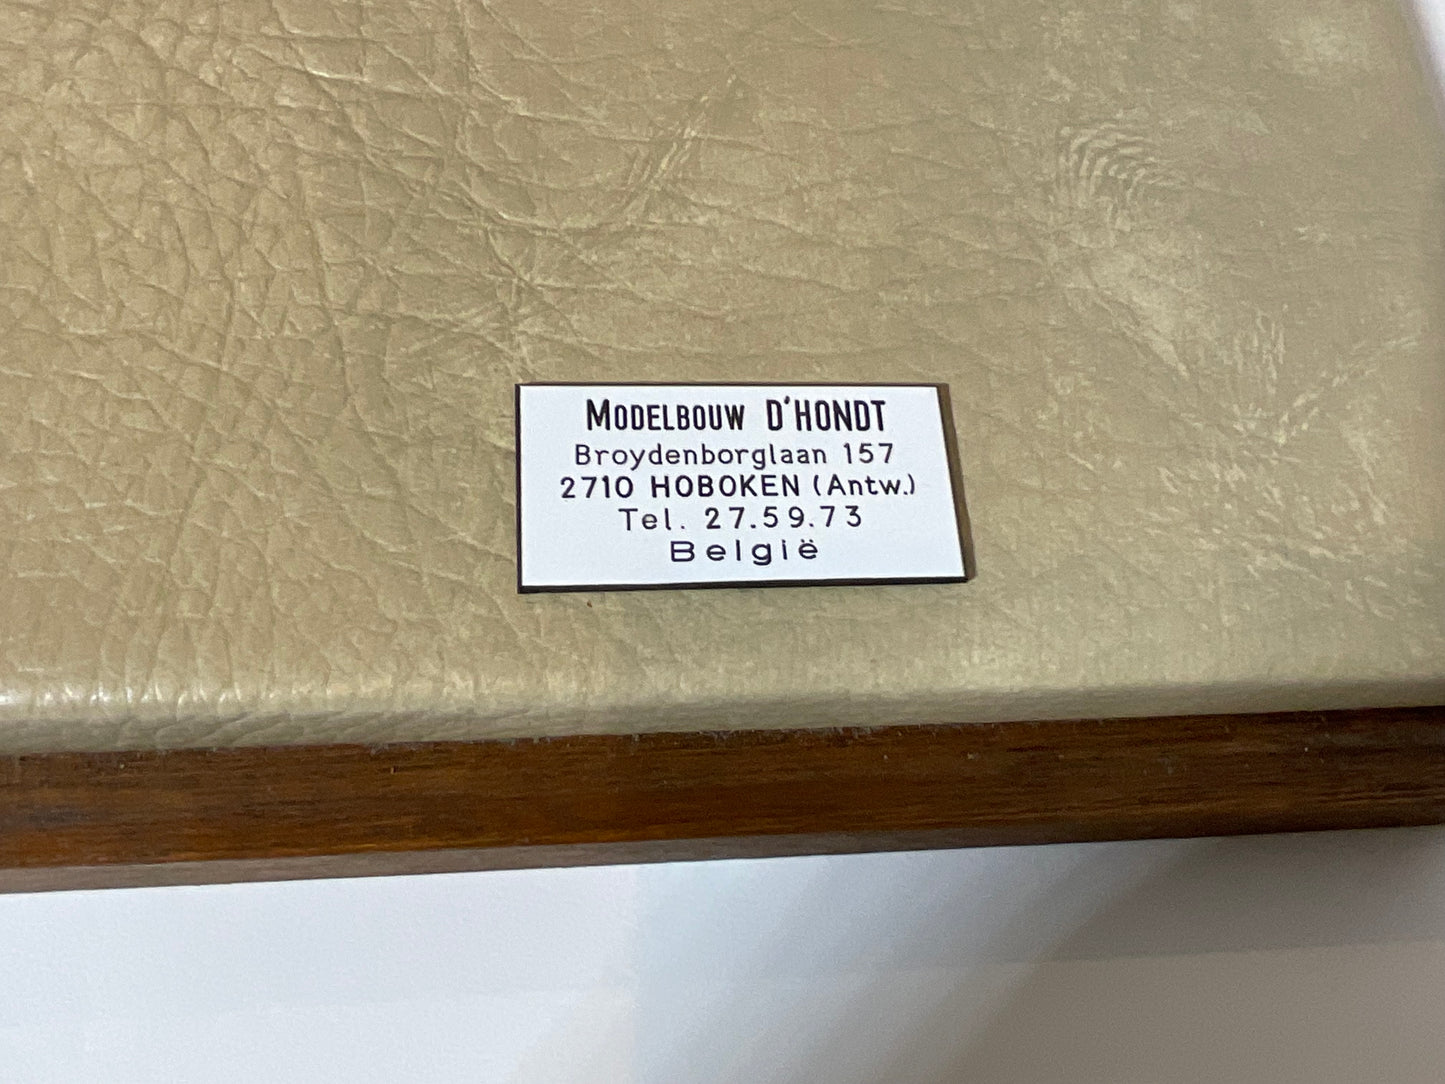 MODELBOUW D'HONDT
Broydenborglaan 157
2710 HOBOKEN (Antw.)
Tel. 27.59.73
België